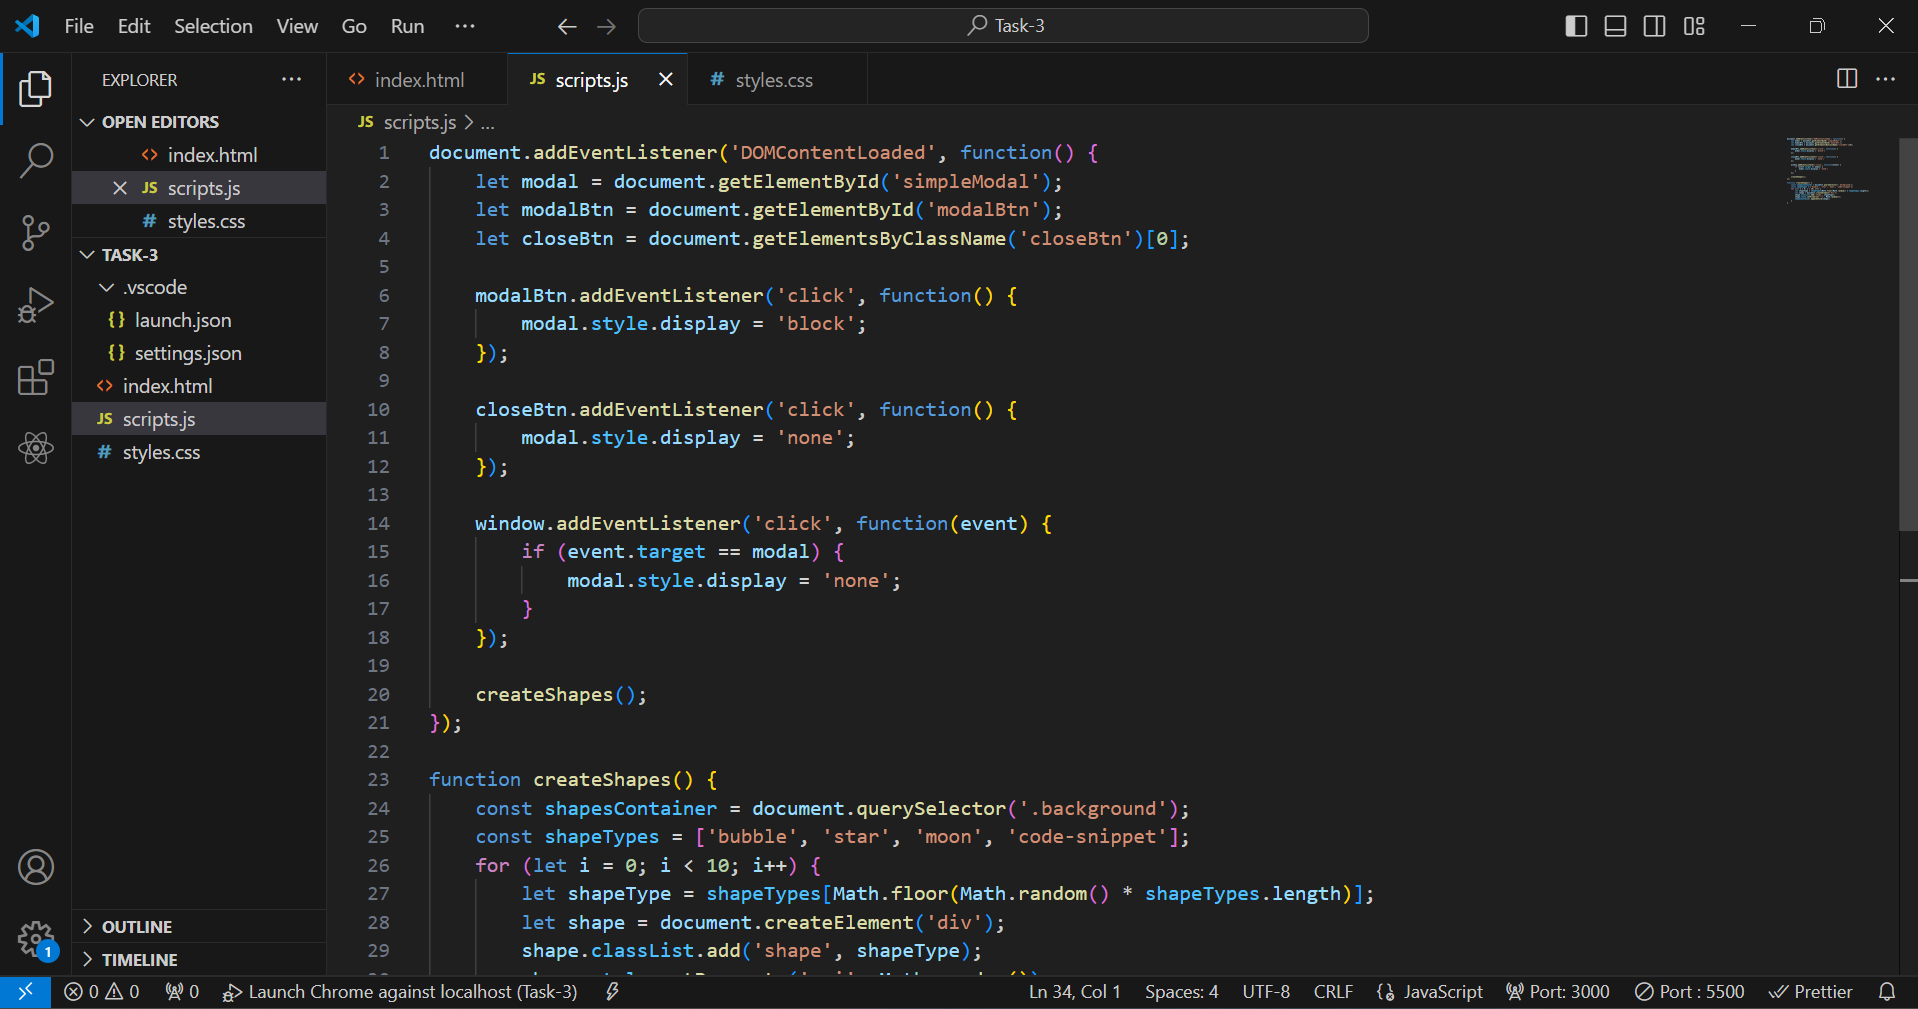 File Edit Selection View Go Run ··· Task-3
EXPLORER ···
OPEN EDITORS
<> index.html
JS scripts.js
# styles.css
TASK-3
.vscode
{} launch.json
{} settings.json
<> index.html
JS scripts.js
# styles.css
OUTLINE
TIMELINE
<> index.html JS scripts.js # styles.css
JS scripts.js > ...
1 document.addEventListener('DOMContentLoaded', function() {
2 let modal = document.getElementById('simpleModal');
3 let modalBtn = document.getElementById('modalBtn');
4 let closeBtn = document.getElementsByClassName('closeBtn')[0];
5
6 modalBtn.addEventListener('click', function() {
7 modal.style.display = 'block';
8 });
9
10 closeBtn.addEventListener('click', function() {
11 modal.style.display = 'none';
12 });
13
14 window.addEventListener('click', function(event) {
15 if (event.target == modal) {
16 modal.style.display = 'none';
17 }
18 });
19
20 createShapes();
21 });
22
23 function createShapes() {
24 const shapesContainer = document.querySelector('.background');
25 const shapeTypes = ['bubble', 'star', 'moon', 'code-snippet'];
26 for (let i = 0; i < 10; i++) {
27 let shapeType = shapeTypes[Math.floor(Math.random() * shapeTypes.length)];
28 let shape = document.createElement('div');
29 shape.classList.add('shape', shapeType);
1
0 0 0 Launch Chrome against localhost (Task-3) Ln 34, Col 1 Spaces: 4 UTF-8 CRLF JavaScript Port: 3000 Port : 5500 Prettier